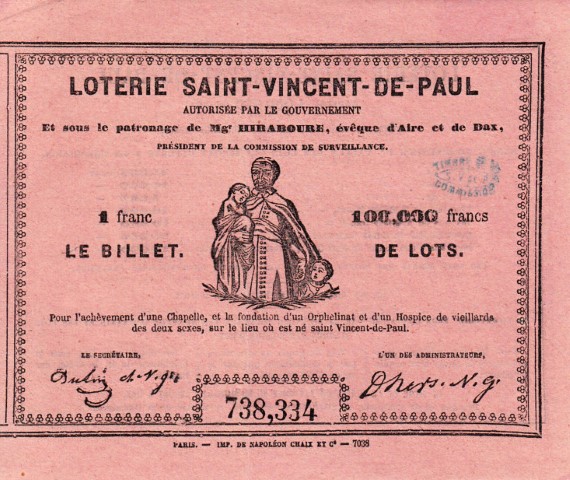 LOTERIE SAINT-VINCENT-DE-PAUL
AUTORISÉE PAR LE GOUVERNEMENT
Et sous le patronage de Mgr HIRABOURE, évêque d'Aire et de Dax,
PRÉSIDENT DE LA COMMISSION DE SURVEILLANCE.
TIMBRE
COMMISSION
1 franc
LE BILLET.
100,000 francs
DE LOTS.
Pour l'achèvement d'une Chapelle, et la fondation d'un Orphelinat et d'un Hospice de vieillards
des deux sexes, sur le lieu où est né saint Vincent-de-Paul.
LE SECRÉTAIRE,
L'UN DES ADMINISTRATEURS,
738,334
PARIS. — IMP. DE NAPOLÉON CHAIX ET Cie — 7038